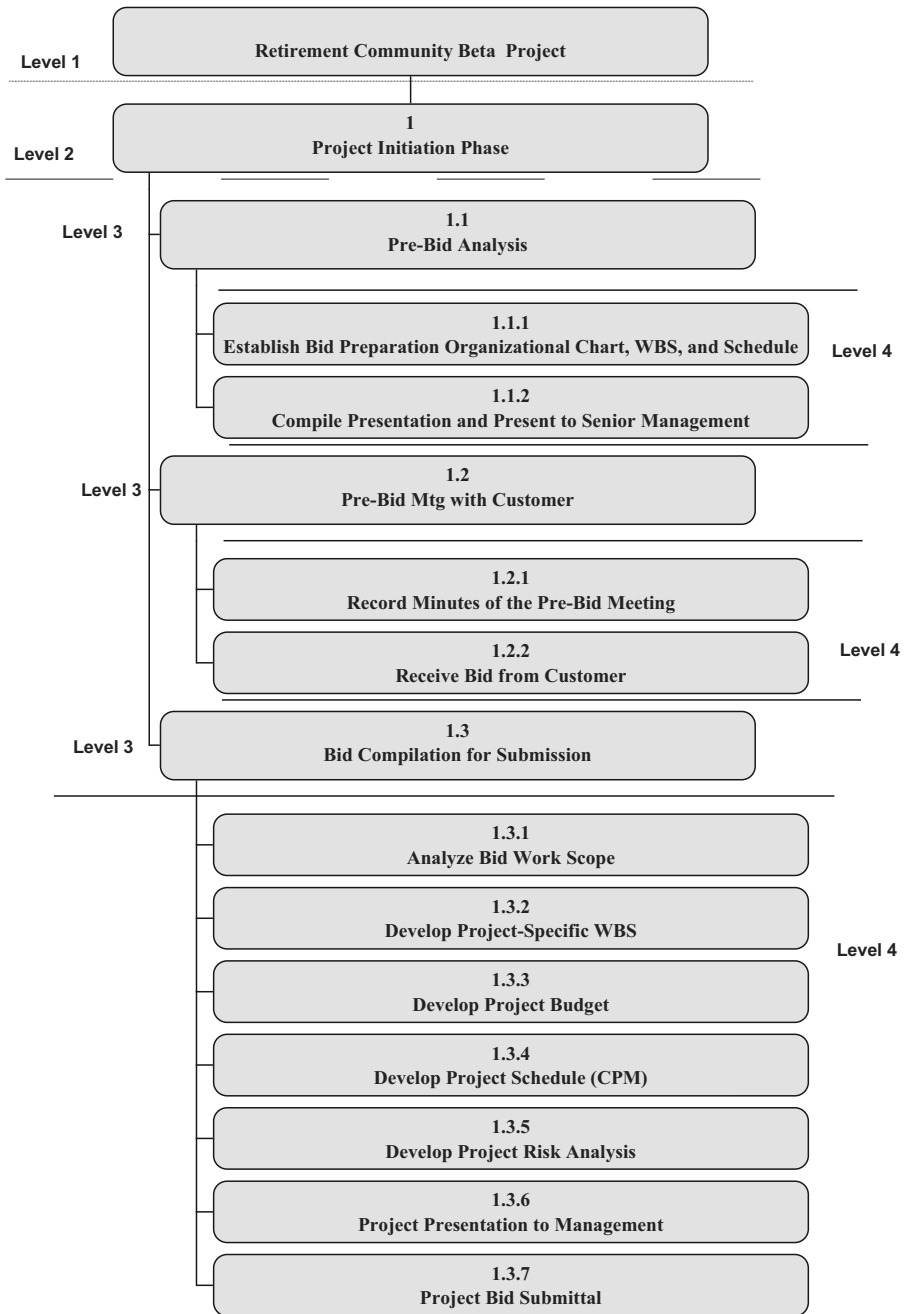 Retirement Community Beta Project
Level 1
1
Project Initiation Phase
Level 2
1.1
Level 3
Pre-Bid Analysis
1.1.1
Establish Bid Preparation Organizational Chart, WBS, and Schedule
Level 4
1.1.2
Compile Presentation and Present to Senior Management
1.2
Level 3
Pre-Bid Mtg with Customer
1.2.1
Record Minutes of the Pre-Bid Meeting
1.2.2
Level 4
Receive Bid from Customer
1.3
Level 3
Bid Compilation for Submission
1.3.1
Analyze Bid Work Scope
1.3.2
Develop Project-Specific WBS
Level 4
1.3.3
Develop Project Budget
1.3.4
Develop Project Schedule (CPM)
1.3.5
Develop Project Risk Analysis
1.3.6
Project Presentation to Management
1.3.7
Project Bid Submittal